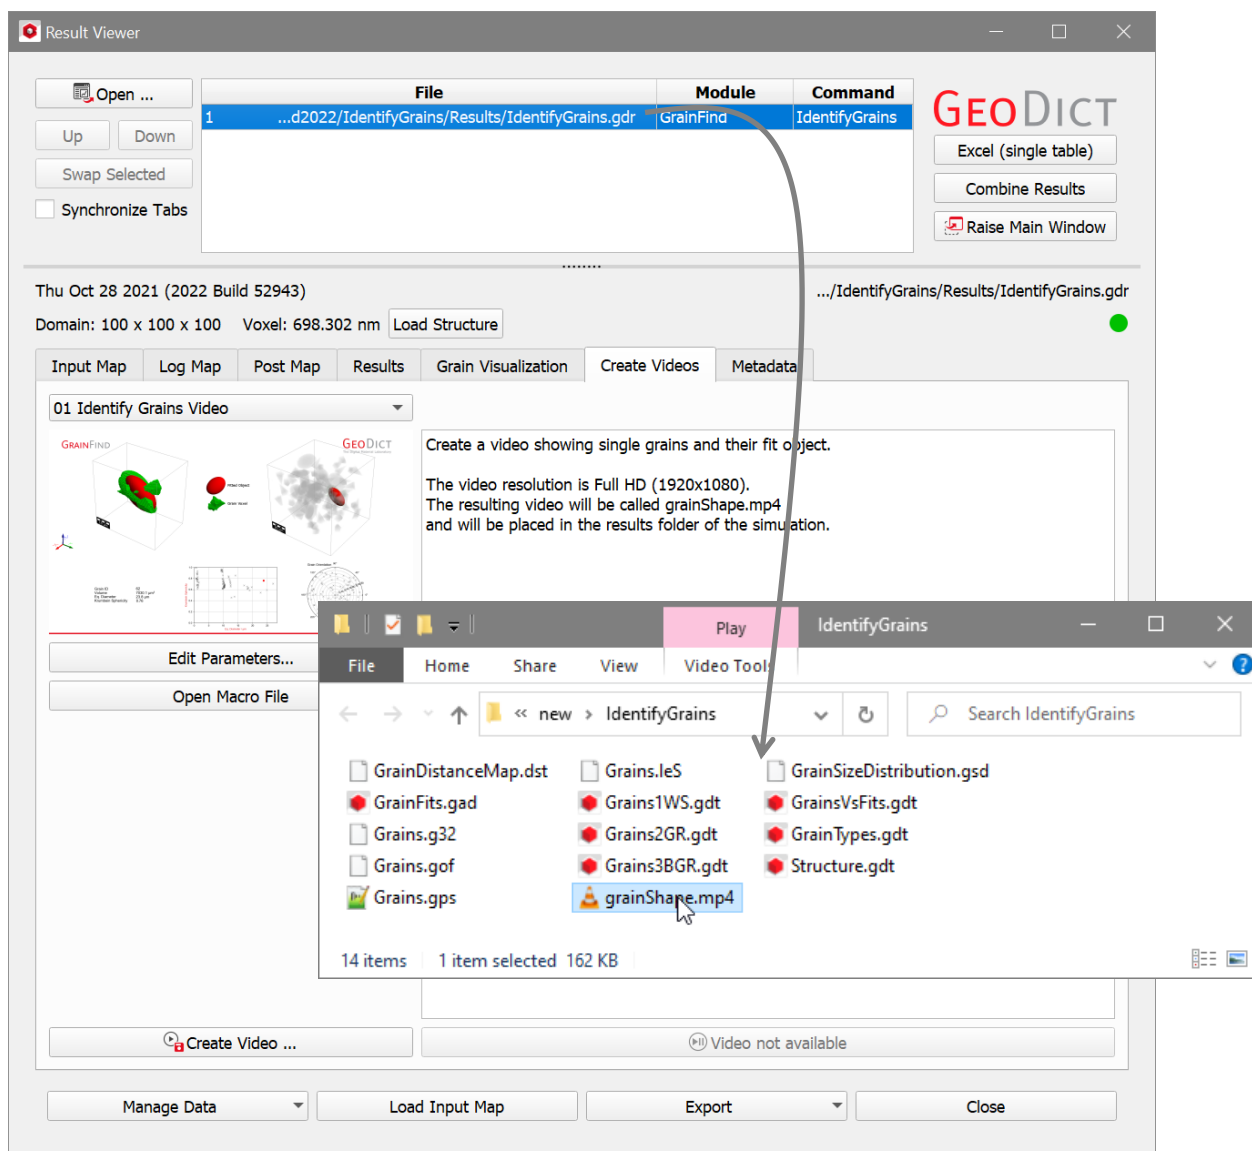 Result Viewer
Open ...
Up
Down
Swap Selected
Synchronize Tabs
File Module Command
1 ...d2022/IdentifyGrains/Results/IdentifyGrains.gdr GrainFind IdentifyGrains
GEODICT
Excel (single table)
Combine Results
Raise Main Window
Thu Oct 28 2021 (2022 Build 52943)
.../IdentifyGrains/Results/IdentifyGrains.gdr
Domain: 100 x 100 x 100 Voxel: 698.302 nm Load Structure
Input Map Log Map Post Map Results Grain Visualization Create Videos Metadata
01 Identify Grains Video
GRAINFIND
GEODICT
Fitted Object
Grain Voxel
Create a video showing single grains and their fit object.
The video resolution is Full HD (1920x1080).
The resulting video will be called grainShape.mp4
and will be placed in the results folder of the simulation.
Edit Parameters...
Open Macro File
Play IdentifyGrains
File Home Share View Video Tools
« new › IdentifyGrains
Search IdentifyGrains
GrainDistanceMap.dst Grains.leS GrainSizeDistribution.gsd
GrainFits.gad Grains1WS.gdt GrainsVsFits.gdt
Grains.g32 Grains2GR.gdt GrainTypes.gdt
Grains.gof Grains3BGR.gdt Structure.gdt
Grains.gps grainShape.mp4
14 items 1 item selected 162 KB
Create Video ...
Video not available
Manage Data
Load Input Map
Export
Close